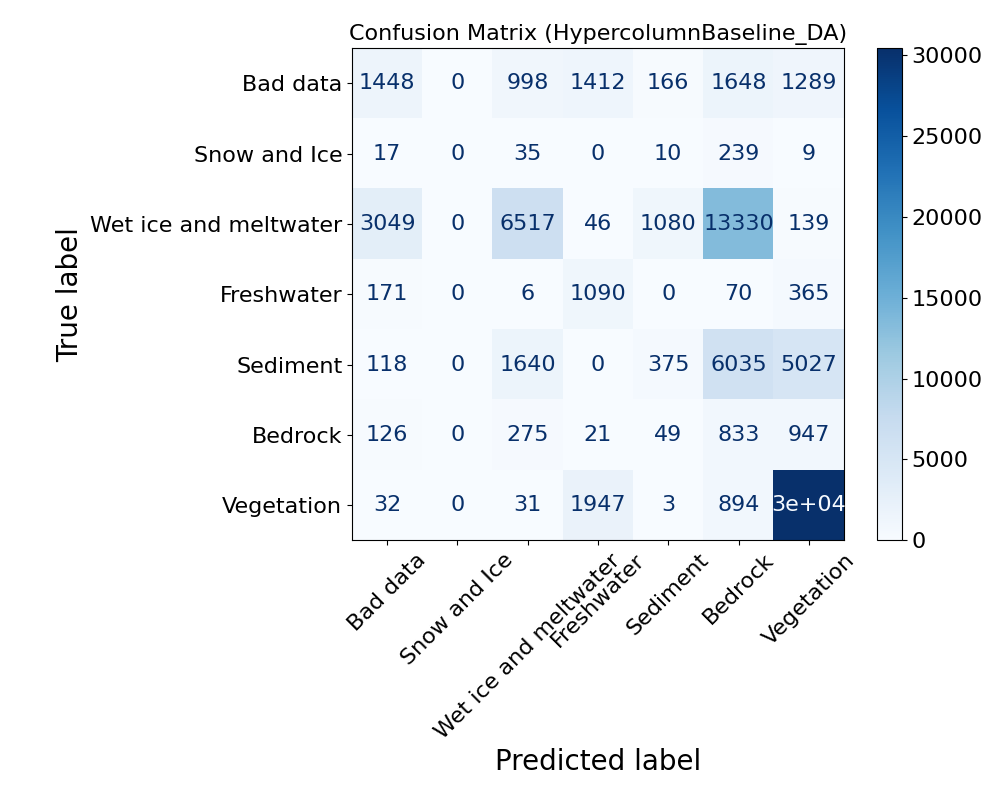 Confusion Matrix (HypercolumnBaseline_DA)
True label
Bad data 1448 0 998 1412 166 1648 1289
Snow and Ice 17 0 35 0 10 239 9
Wet ice and meltwater 3049 0 6517 46 1080 13330 139
Freshwater 171 0 6 1090 0 70 365
Sediment 118 0 1640 0 375 6035 5027
Bedrock 126 0 275 21 49 833 947
Vegetation 32 0 31 1947 3 894 3e+04
Bad data
Snow and Ice
Wet ice and meltwater
Freshwater
Sediment
Bedrock
Vegetation
Predicted label
30000
25000
20000
15000
10000
5000
0